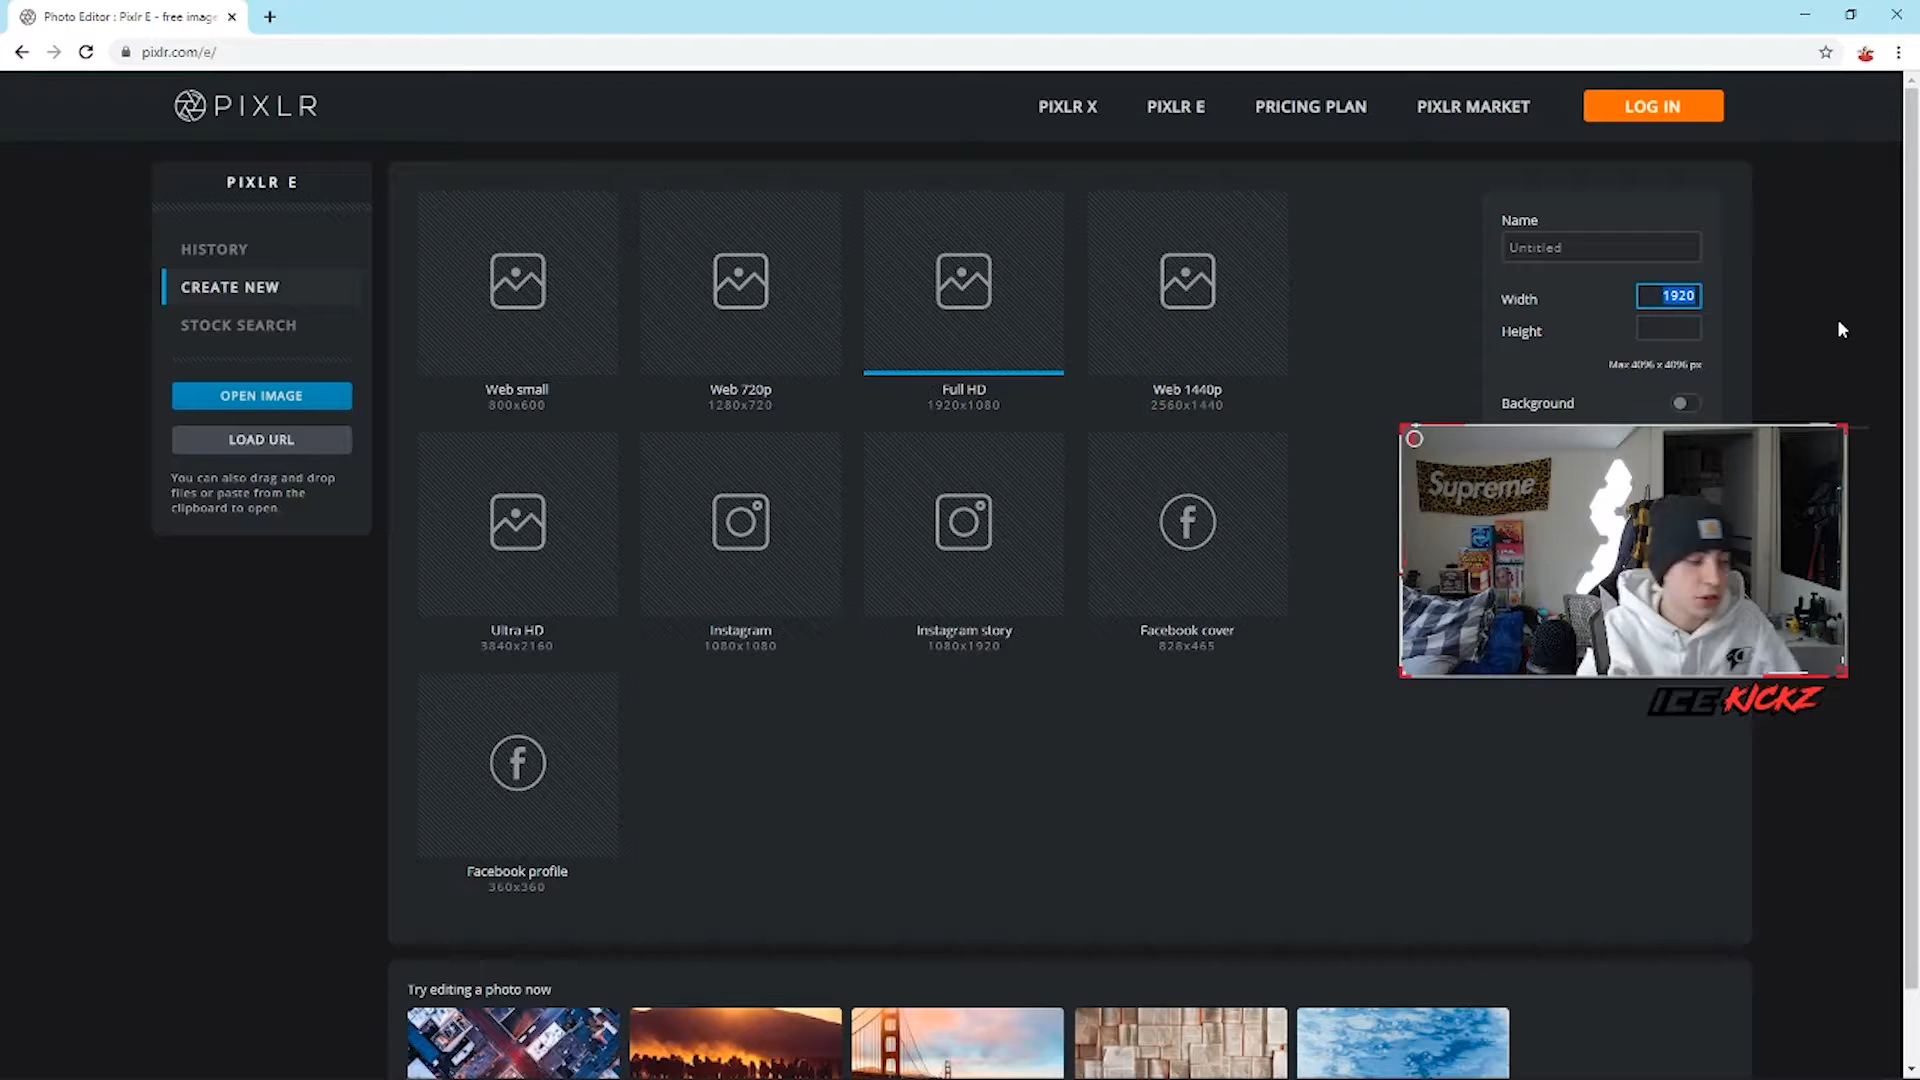 Photo Editor : Pixlr E - free image
pixlr.com/e/
PIXLR
PIXLR X
PIXLR E
PRICING PLAN
PIXLR MARKET
LOG IN
PIXLR E
HISTORY
CREATE NEW
STOCK SEARCH
OPEN IMAGE
LOAD URL
You can also drag and drop
files or paste from the
clipboard to open.
Web small
800x600
Web 720p
1280x720
Full HD
1920x1080
Web 1440p
2560x1440
Ultra HD
3840x2160
Instagram
1080x1080
Instagram story
1080x1920
Facebook cover
828x465
Facebook profile
360x360
Name
Untitled
Width
1920
Height
Max 4096 x 4096 px
Background
Supreme
ICE KICKZ
Try editing a photo now